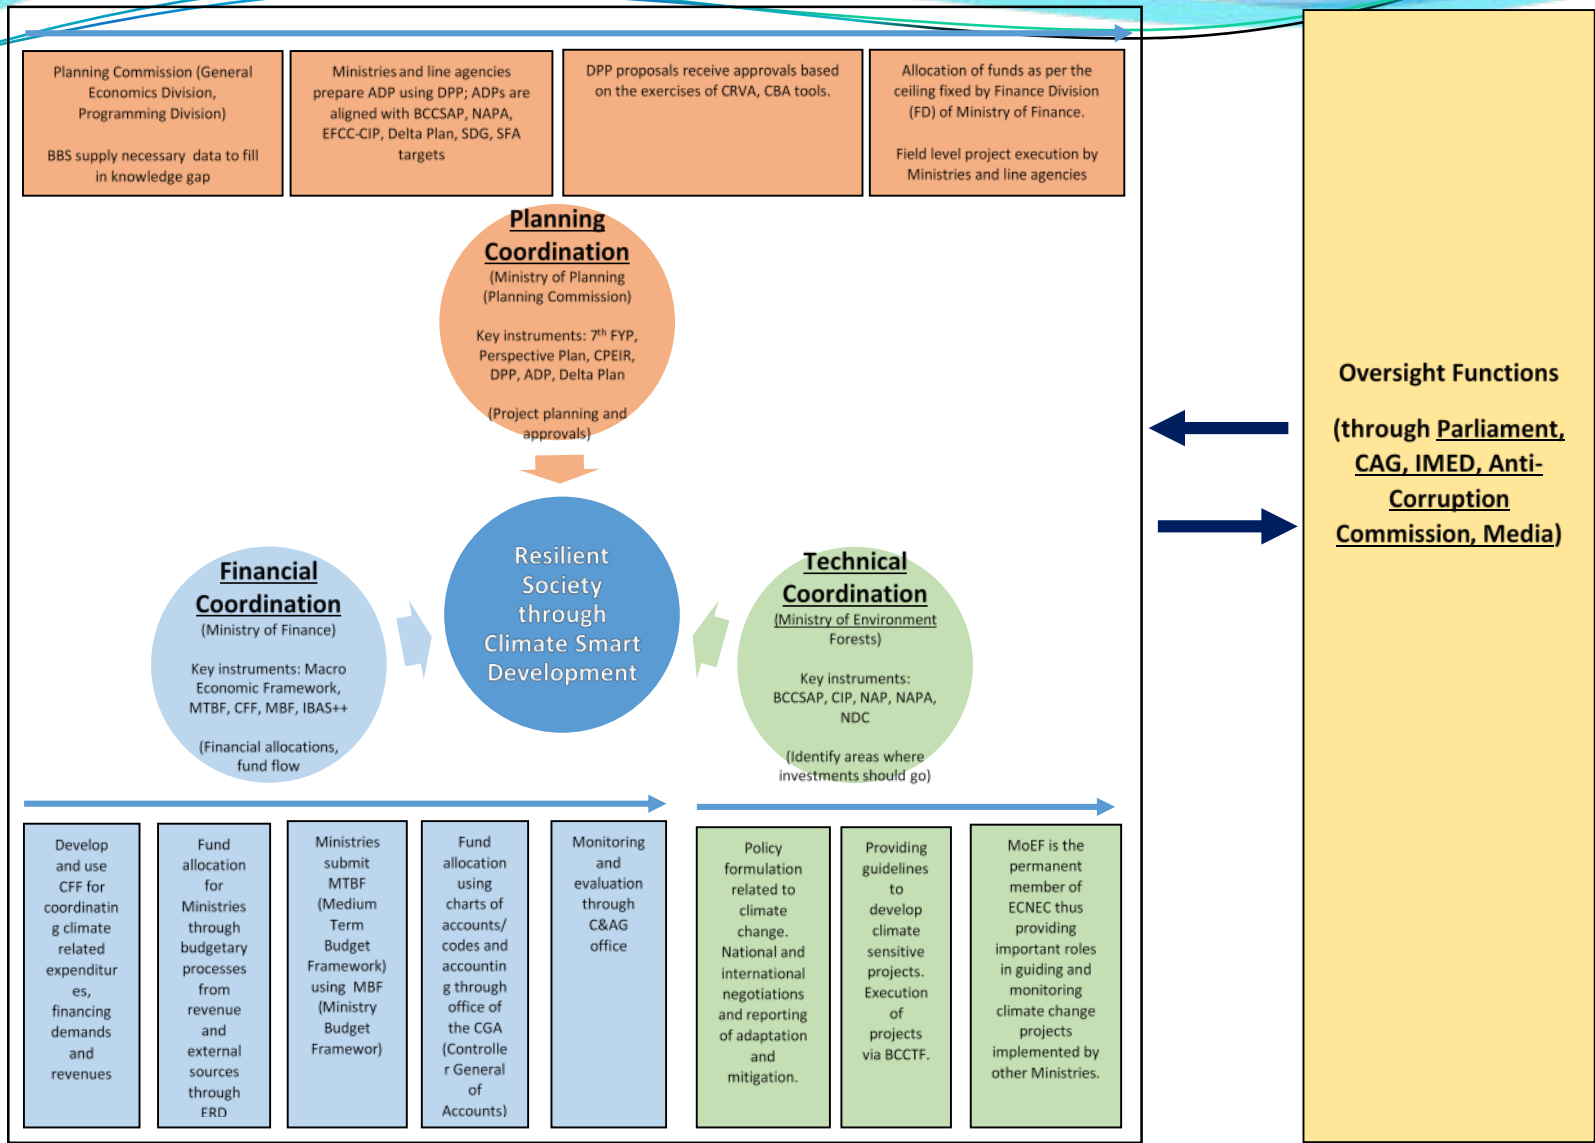 Planning Commission (General
Economics Division,
Programming Division)
BBS supply necessary data to fill
in knowledge gap
Ministries and line agencies
prepare ADP using DPP; ADPs are
aligned with BCCSAP, NAPA,
EFCC-CIP, Delta Plan, SDG, SFA
targets
DPP proposals receive approvals based
on the exercises of CRVA, CBA tools.
Allocation of funds as per the
ceiling fixed by Finance Division
(FD) of Ministry of Finance.
Field level project execution by
Ministries and line agencies
Planning
Coordination
(Ministry of Planning
(Planning Commission)
Key instruments: 7th FYP,
Perspective Plan, CPEIR,
DPP, ADP, Delta Plan
(Project planning and
approvals)
Resilient
Society
through
Climate Smart
Development
Financial
Coordination
(Ministry of Finance)
Key instruments: Macro
Economic Framework,
MTBF, CFF, MBF, IBAS++
(Financial allocations,
fund flow
Technical
Coordination
(Ministry of Environment
Forests)
Key instruments:
BCCSAP, CIP, NAP, NAPA,
NDC
(Identify areas where
investments should go)
Develop
and use
CFF for
coordinatin
g climate
related
expenditur
es,
financing
demands
and
revenues
Fund
allocation
for
Ministries
through
budgetary
processes
from
revenue
and
external
sources
through
ERD
Ministries
submit
MTBF
(Medium
Term
Budget
Framework)
using MBF
(Ministry
Budget
Framewor)
Fund
allocation
using
charts of
accounts/
codes and
accountin
g through
office of
the CGA
(Controlle
r General
of
Accounts)
Monitoring
and
evaluation
through
C&AG
office
Policy
formulation
related to
climate
change.
National and
international
negotiations
and reporting
of adaptation
and
mitigation.
Providing
guidelines
to
develop
climate
sensitive
projects.
Execution
of
projects
via BCCTF.
MoEF is the
permanent
member of
ECNEC thus
providing
important roles
in guiding and
monitoring
climate change
projects
implemented by
other Ministries.
Oversight Functions
(through Parliament,
CAG, IMED, Anti-
Corruption
Commission, Media)